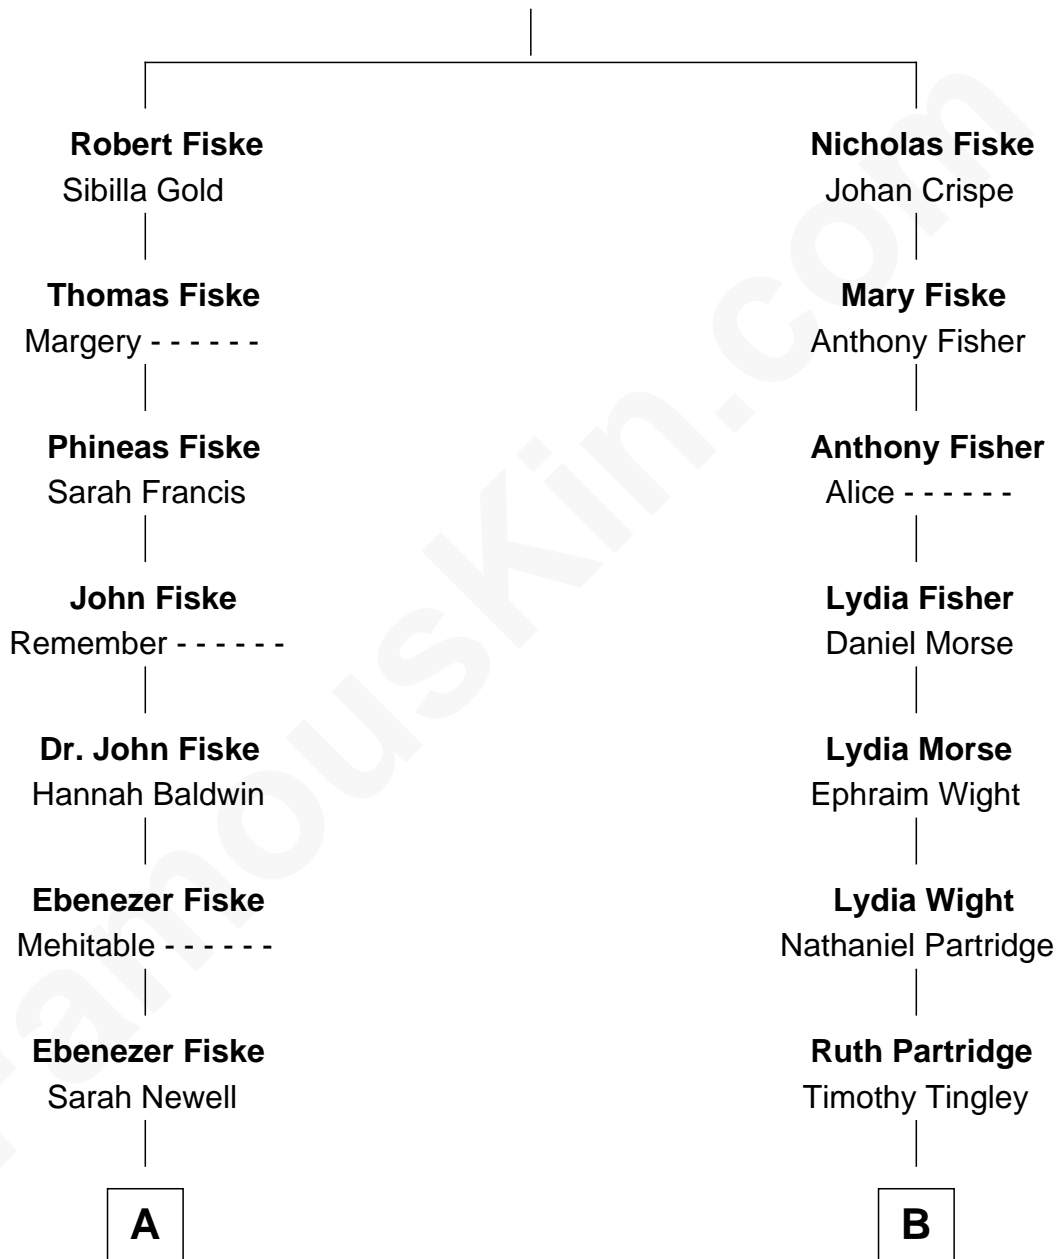 Robert Fiske
Sibilla Gold
Thomas Fiske
Margery - - - - - -
Phineas Fiske
Sarah Francis
John Fiske
Remember - - - - - -
Dr. John Fiske
Hannah Baldwin
Ebenezer Fiske
Mehitable - - - - - -
Ebenezer Fiske
Sarah Newell
A
Nicholas Fiske
Johan Crispe
Mary Fiske
Anthony Fisher
Anthony Fisher
Alice - - - - - -
Lydia Fisher
Daniel Morse
Lydia Morse
Ephraim Wight
Lydia Wight
Nathaniel Partridge
Ruth Partridge
Timothy Tingley
B
FamousKin.com